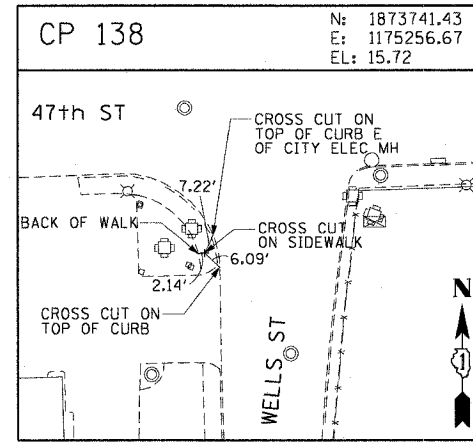 CP 138
N: 1873741.43
E: 1175256.67
EL: 15.72
47th ST
CROSS CUT ON
TOP OF CURB E
OF CITY ELEC MH
7.22'
BACK OF WALK
CROSS CUT
ON SIDEWALK
6.09'
2.14'
CROSS CUT ON
TOP OF CURB
WELLS ST
N
1